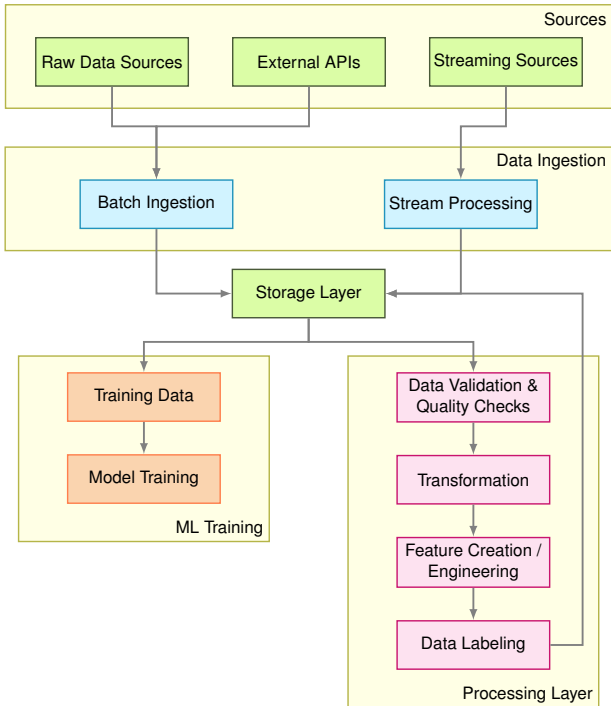 Sources
Raw Data Sources
External APIs
Streaming Sources
Data Ingestion
Batch Ingestion
Stream Processing
Storage Layer
Training Data
Model Training
ML Training
Data Validation &
Quality Checks
Transformation
Feature Creation /
Engineering
Data Labeling
Processing Layer